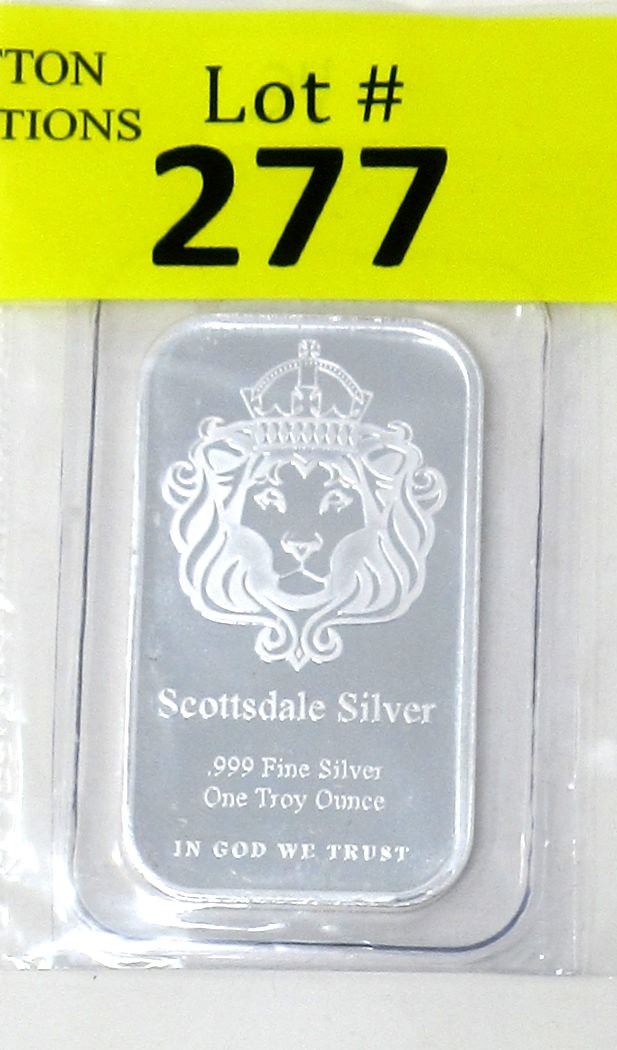 TON
TIONS
Lot #
277
Scottsdale Silver
.999 Fine Silver
One Troy Ounce
IN GOD WE TRUST